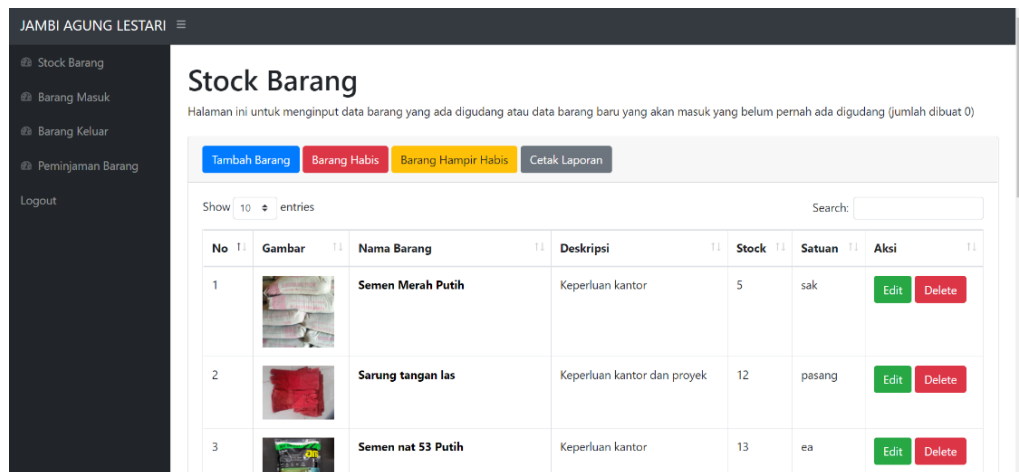 JAMBI AGUNG LESTARI
Stock Barang
Barang Masuk
Barang Keluar
Peminjaman Barang
Logout
Stock Barang
Halaman ini untuk menginput data barang yang ada digudang atau data barang baru yang akan masuk yang belum pernah ada digudang (jumlah dibuat 0)
Tambah Barang Barang Habis Barang Hampir Habis Cetak Laporan
Show 10 entries Search:
No Gambar Nama Barang Deskripsi Stock Satuan Aksi
1 Semen Merah Putih Keperluan kantor 5 sak Edit Delete
2 Sarung tangan las Keperluan kantor dan proyek 12 pasang Edit Delete
3 Semen nat 53 Putih Keperluan kantor 13 ea Edit Delete